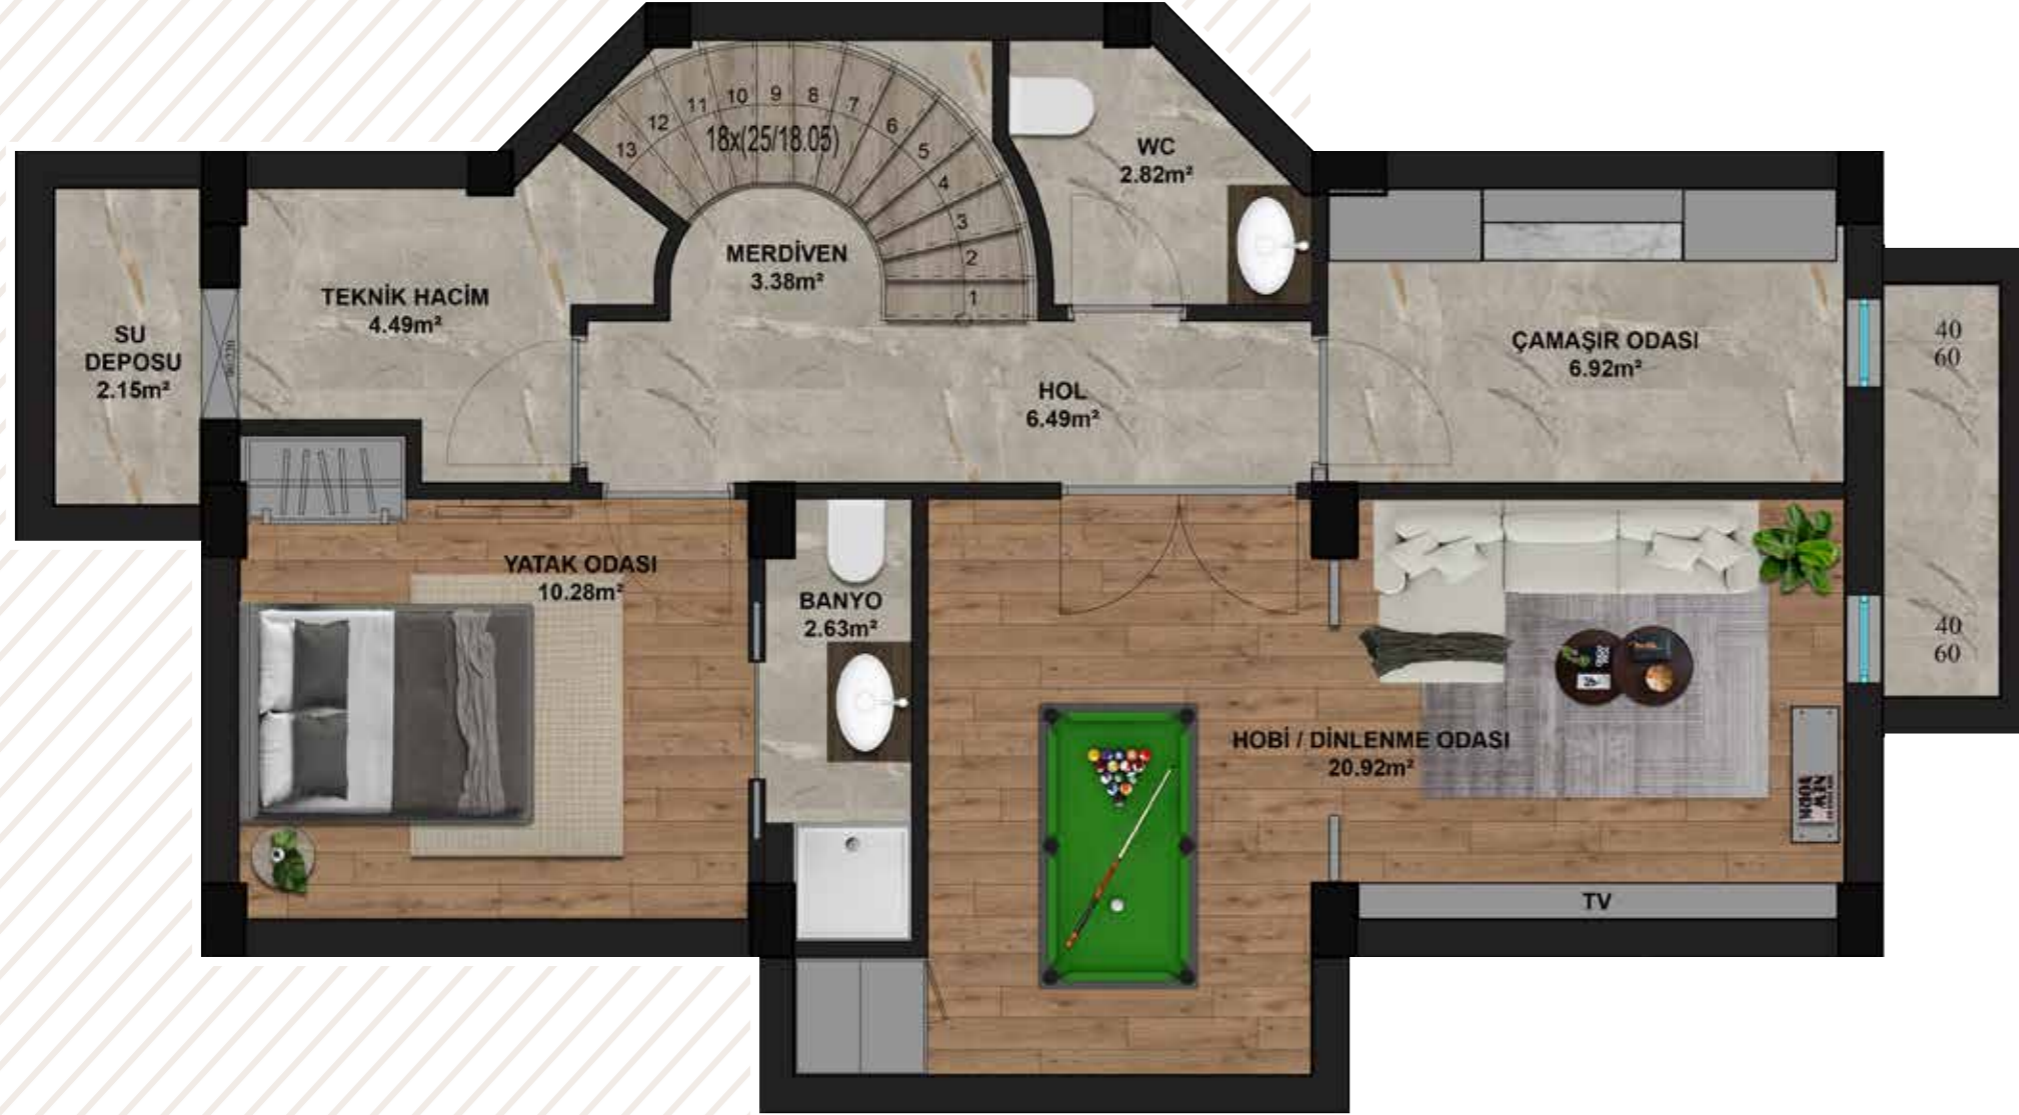 13
12
11
10
9
8
7
6
5
4
3
2
1
18x(25/18.05)
WC
2.82m²
MERDİVEN
3.38m²
TEKNİK HACİM
4.49m²
SU
DEPOSU
2.15m²
HOL
6.49m²
ÇAMAŞIR ODASI
6.92m²
40
60
YATAK ODASI
10.28m²
BANYO
2.63m²
HOBİ / DİNLENME ODASI
20.92m²
40
60
NEW
YORK
TV